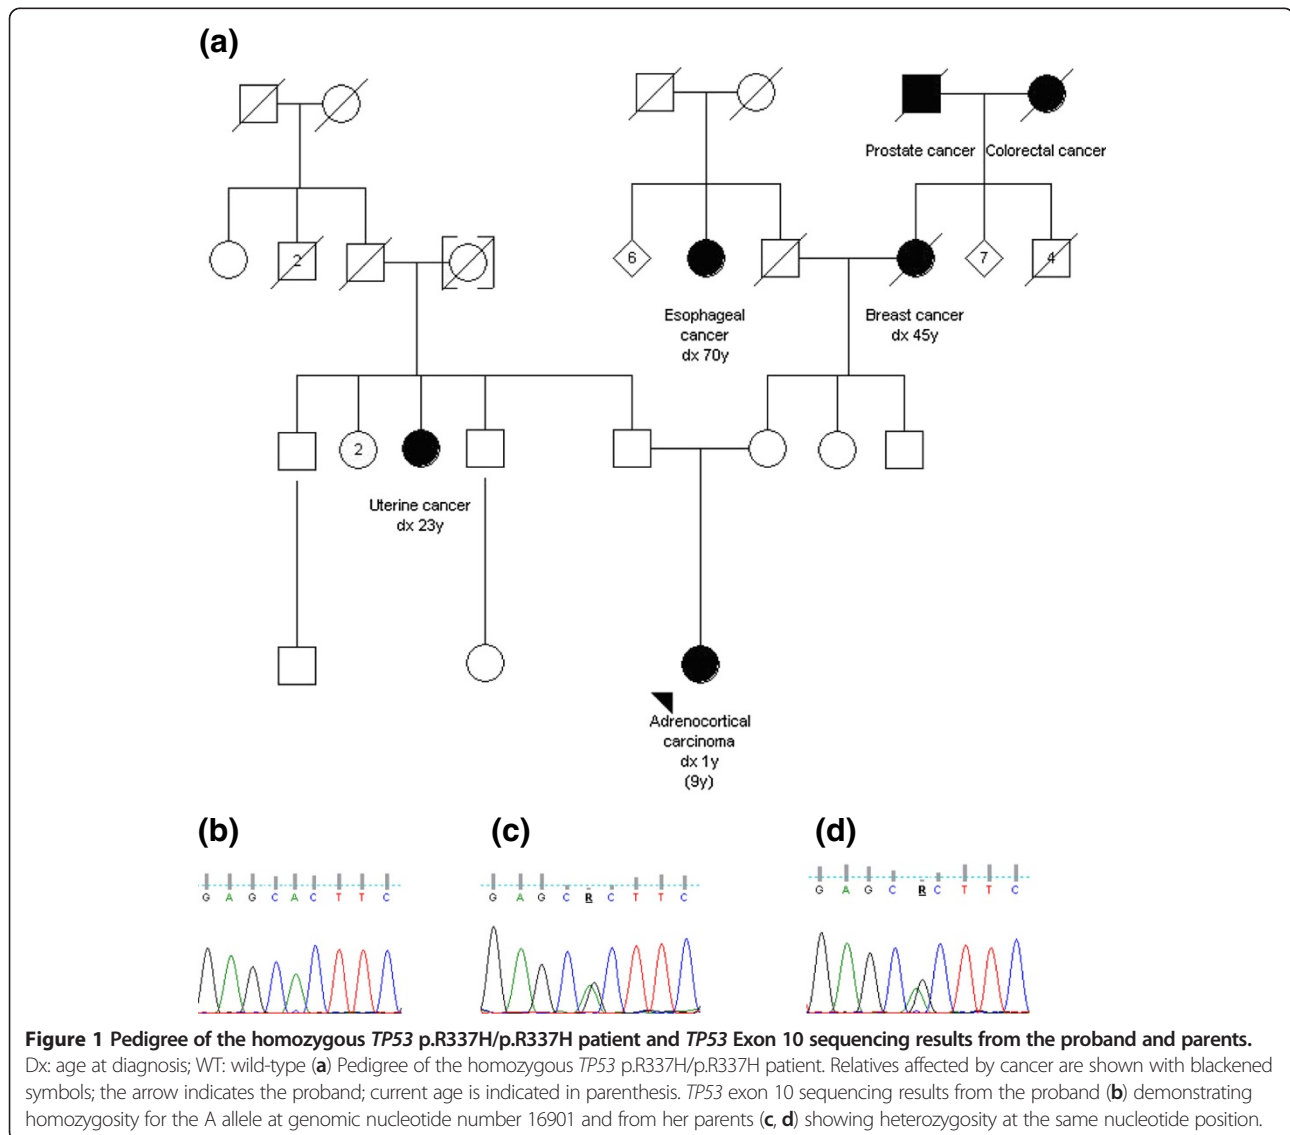 (a)
Prostate cancer
Colorectal cancer
2
6
7
4
Esophageal
cancer
dx 70y
Breast cancer
dx 45y
2
Uterine cancer
dx 23y
Adrenocortical
carcinoma
dx 1y
(9y)
(b)
(c)
(d)
G A G C A C T T C
G A G C R C T T C
G A G C R C T T C
Figure 1 Pedigree of the homozygous TP53 p.R337H/p.R337H patient and TP53 Exon 10 sequencing results from the proband and parents.
Dx: age at diagnosis; WT: wild-type (a) Pedigree of the homozygous TP53 p.R337H/p.R337H patient. Relatives affected by cancer are shown with blackened
symbols; the arrow indicates the proband; current age is indicated in parenthesis. TP53 exon 10 sequencing results from the proband (b) demonstrating
homozygosity for the A allele at genomic nucleotide number 16901 and from her parents (c, d) showing heterozygosity at the same nucleotide position.